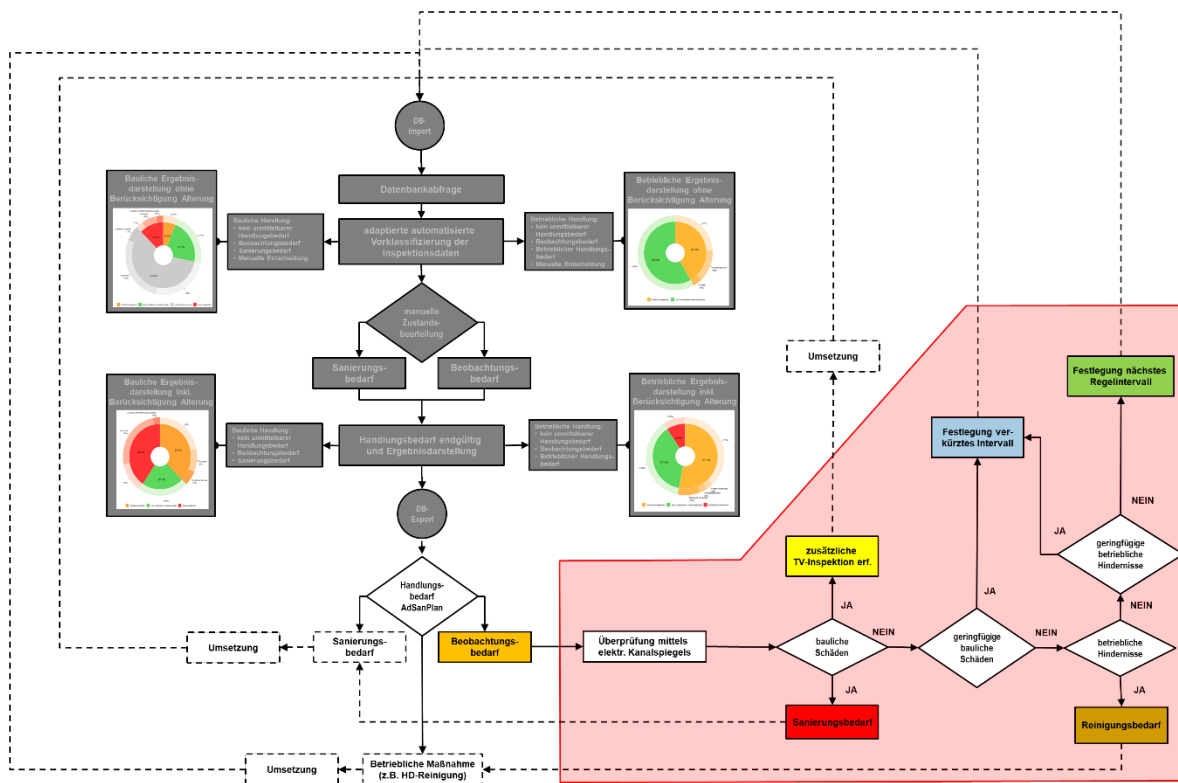 DB-
Import
Datenbankabfrage
adaptierte automatisierte
Vorklassifizierung der
Inspektionsdaten
Bauliche Ergebnis-
darstellung ohne
Berücksichtigung Alterung
Bauliche Handlung:
• kein unmittelbarer
Handlungsbedarf
• Beobachtungsbedarf
• Sanierungsbedarf
• Manuelle Entscheidung
Betriebliche Handlung:
• kein unmittelbarer
Handlungsbedarf
• Beobachtungsbedarf
• Betrieblicher Handlungs-
bedarf
• Manuelle Entscheidung
Betriebliche Ergebnis-
darstellung ohne
Berücksichtigung Alterung
manuelle
Zustands-
beurteilung
Sanierungs-
bedarf
Beobachtungs-
bedarf
Bauliche Ergebnis-
darstellung inkl.
Berücksichtigung Alterung
Bauliche Handlung:
• kein unmittelbarer
Handlungsbedarf
• Beobachtungsbedarf
• Sanierungsbedarf
Handlungsbedarf endgültig
und Ergebnisdarstellung
Betriebliche Handlung:
• kein unmittelbarer
Handlungsbedarf
• Beobachtungsbedarf
• Betrieblicher Handlungs-
bedarf
Betriebliche Ergebnis-
darstellung inkl.
Berücksichtigung Alterung
DB-
Export
Handlungs-
bedarf
AdSanPlan
Umsetzung
Sanierungs-
bedarf
Beobachtungs-
bedarf
Überprüfung mittels
elektr. Kanalspiegels
bauliche
Schäden
JA
zusätzliche
TV-Inspektion erf.
Umsetzung
JA
Sanierungsbedarf
NEIN
geringfügige
bauliche
Schäden
JA
Festlegung ver-
kürztes Intervall
NEIN
betriebliche
Hindernisse
NEIN
geringfügige
betriebliche
Hindernisse
JA
NEIN
Festlegung nächstes
Regelintervall
JA
Reinigungsbedarf
Umsetzung
Betriebliche Maßnahme
(z.B. HD-Reinigung)